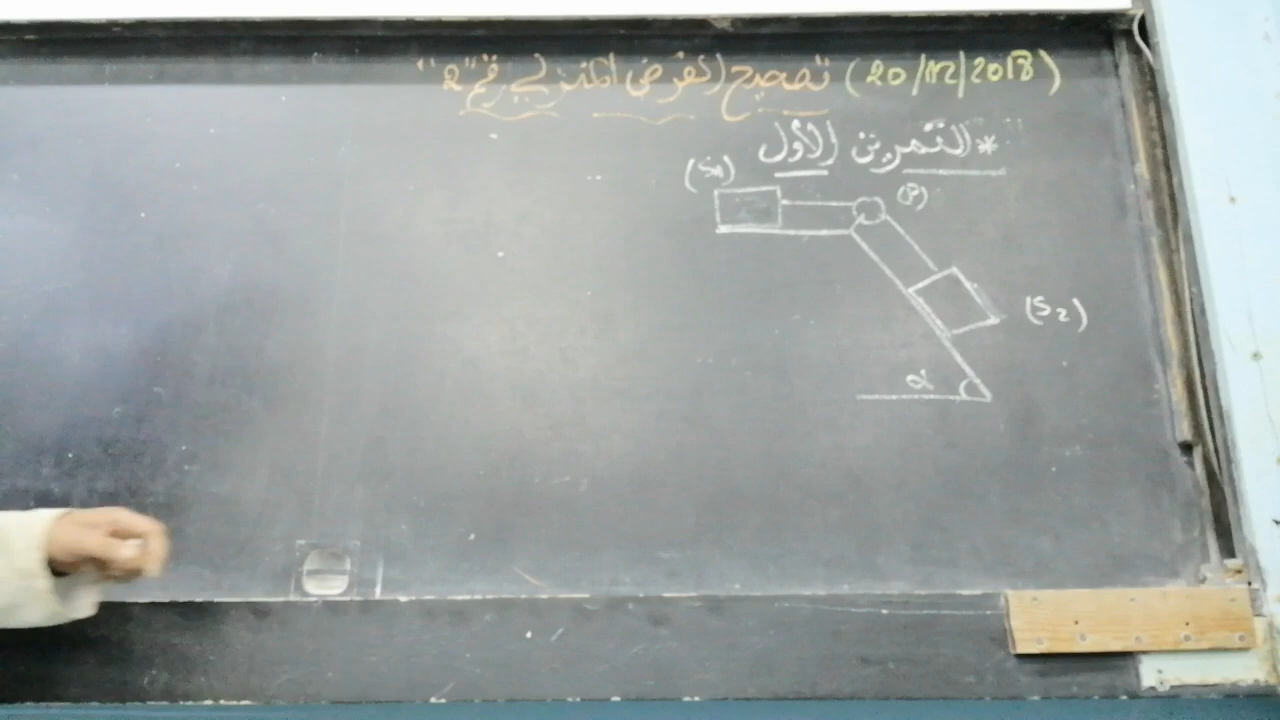 تصحيح الفرض المنزلي رقم "2" (20/12/2018)
* التمرين الأول
(S1)
(P)
(S2)
α